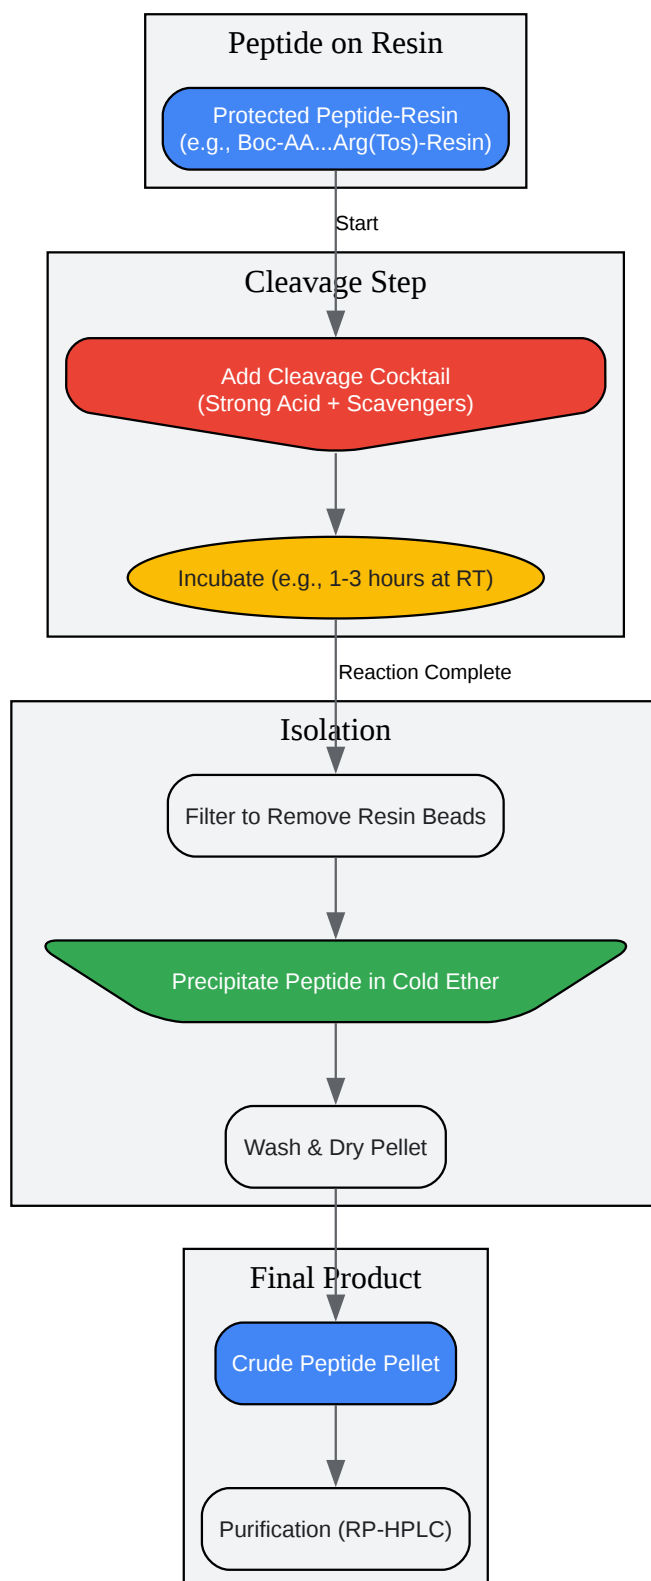 Peptide on Resin
Protected Peptide-Resin
(e.g., Boc-AA...Arg(Tos)-Resin)
Start
Cleavage Step
Add Cleavage Cocktail
(Strong Acid + Scavengers)
Incubate (e.g., 1-3 hours at RT)
Reaction Complete
Isolation
Filter to Remove Resin Beads
Precipitate Peptide in Cold Ether
Wash & Dry Pellet
Final Product
Crude Peptide Pellet
Purification (RP-HPLC)